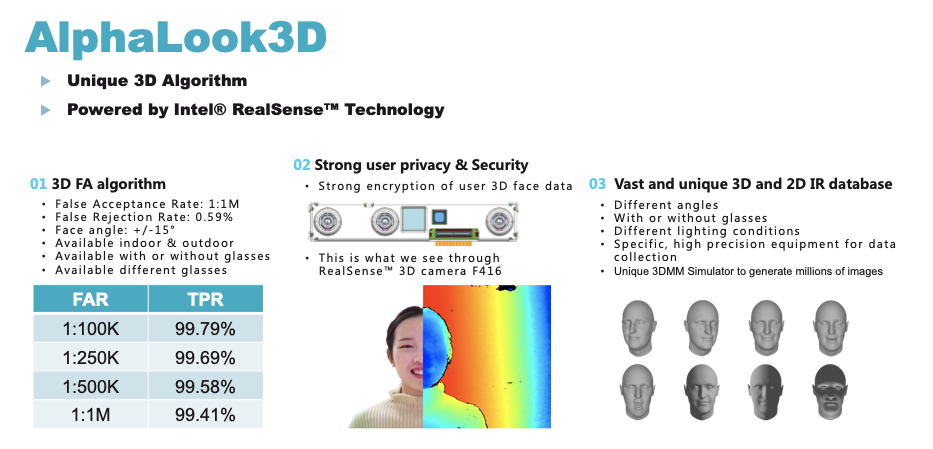 AlphaLook3D
Unique 3D Algorithm
Powered by Intel® RealSense™ Technology
01 3D FA algorithm
• False Acceptance Rate: 1:1M
• False Rejection Rate: 0.59%
• Face angle: +/-15°
• Available indoor & outdoor
• Available with or without glasses
• Available different glasses
FAR TPR
1:100K 99.79%
1:250K 99.69%
1:500K 99.58%
1:1M 99.41%
02 Strong user privacy & Security
• Strong encryption of user 3D face data
• This is what we see through
RealSense™ 3D camera F416
03 Vast and unique 3D and 2D IR database
• Different angles
• With or without glasses
• Different lighting conditions
• Specific, high precision equipment for data
collection
• Unique 3DMM Simulator to generate millions of images